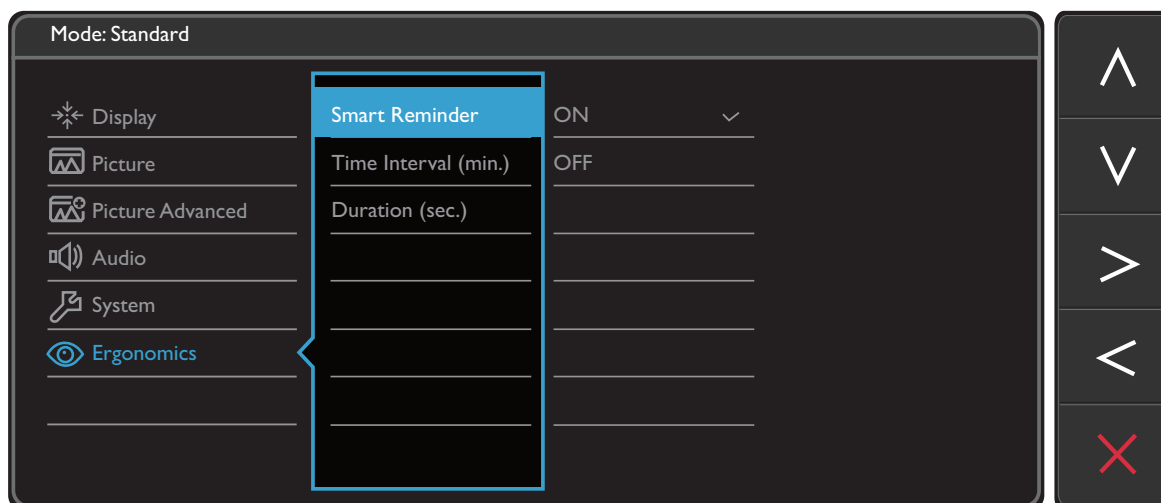 Mode: Standard
Display
Picture
Picture Advanced
Audio
System
Ergonomics
Smart Reminder
Time Interval (min.)
Duration (sec.)
ON
OFF